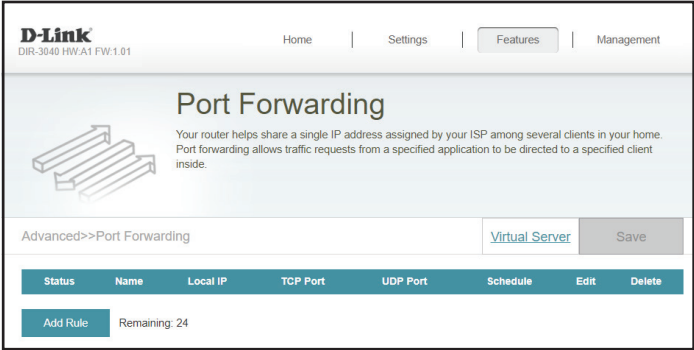 D-Link
DIR-3040 HW:A1 FW:1.01
Home | Settings | Features | Management
Port Forwarding
Your router helps share a single IP address assigned by your ISP among several clients in your home.
Port forwarding allows traffic requests from a specified application to be directed to a specified client
inside.
Advanced>>Port Forwarding Virtual Server Save
Status Name Local IP TCP Port UDP Port Schedule Edit Delete
Add Rule Remaining: 24